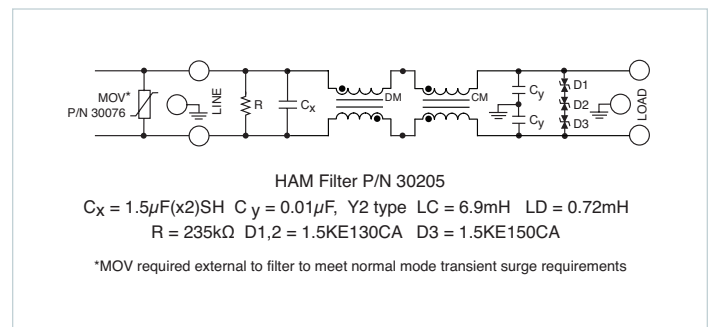 MOV*
P/N 30076
LINE
R
Cx
DM
CM
Cy
Cy
D1
D2
D3
LOAD
HAM Filter P/N 30205
CX = 1.5µF(x2)SH C y = 0.01µF, Y2 type LC = 6.9mH LD = 0.72mH
R = 235kΩ D1,2 = 1.5KE130CA D3 = 1.5KE150CA
*MOV required external to filter to meet normal mode transient surge requirements